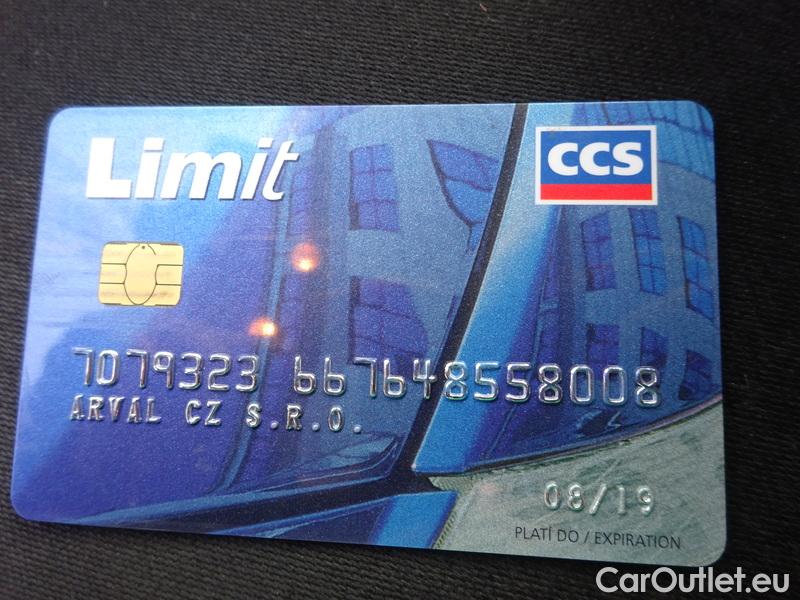 Limit
CCS
7079323 667648558008
ARVAL CZ S.R.O.
08/19
PLATÍ DO / EXPIRATION
CarOutlet.eu